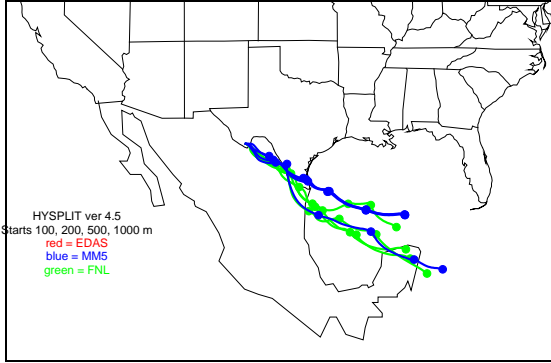 HYSPLIT ver 4.5
Starts 100, 200, 500, 1000 m
red = EDAS
blue = MM5
green = FNL